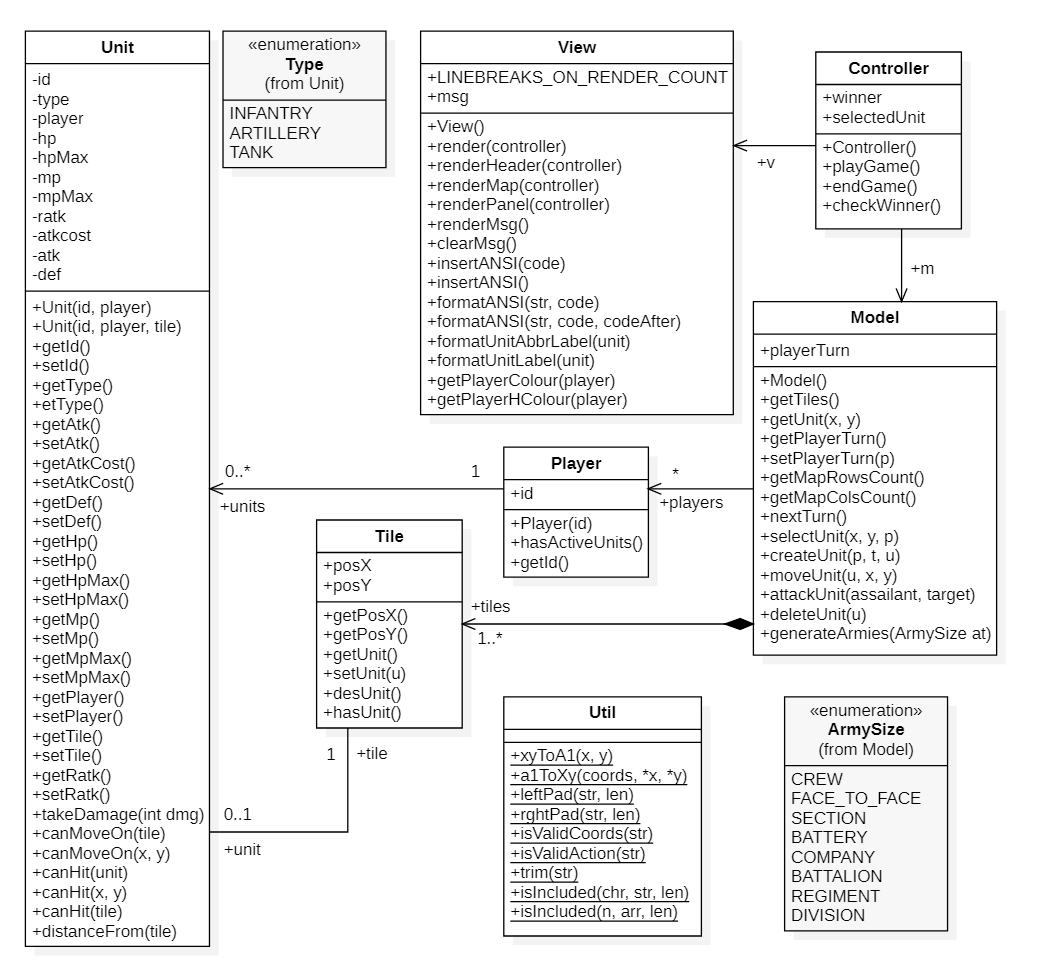 Unit
-id
-type
-player
-hp
-hpMax
-mp
-mpMax
-ratk
-atkcost
-atk
-def
+Unit(id, player)
+Unit(id, player, tile)
+getId()
+setId()
+getType()
+etType()
+getAtk()
+setAtk()
+getAtkCost()
+setAtkCost()
+getDef()
+setDef()
+getHp()
+setHp()
+getHpMax()
+setHpMax()
+getMp()
+setMp()
+getMpMax()
+setMpMax()
+getPlayer()
+setPlayer()
+getTile()
+setTile()
+getRatk()
+setRatk()
+takeDamage(int dmg)
+canMoveOn(tile)
+canMoveOn(x, y)
+canHit(unit)
+canHit(x, y)
+canHit(tile)
+distanceFrom(tile)
«enumeration»
Type
(from Unit)
INFANTRY
ARTILLERY
TANK
View
+LINEBREAKS_ON_RENDER_COUNT
+msg
+View()
+render(controller)
+renderHeader(controller)
+renderMap(controller)
+renderPanel(controller)
+renderMsg()
+clearMsg()
+insertANSI(code)
+insertANSI()
+formatANSI(str, code)
+formatANSI(str, code, codeAfter)
+formatUnitAbbrLabel(unit)
+formatUnitLabel(unit)
+getPlayerColour(player)
+getPlayerHColour(player)
+v
Controller
+winner
+selectedUnit
+Controller()
+playGame()
+endGame()
+checkWinner()
+m
Model
+playerTurn
+Model()
+getTiles()
+getUnit(x, y)
+getPlayerTurn()
+setPlayerTurn(p)
+getMapRowsCount()
+getMapColsCount()
+nextTurn()
+selectUnit(x, y, p)
+createUnit(p, t, u)
+moveUnit(u, x, y)
+attackUnit(assailant, target)
+deleteUnit(u)
+generateArmies(ArmySize at)
0..*
+units
1
Player
+id
+Player(id)
+hasActiveUnits()
+getId()
*
+players
Tile
+posX
+posY
+getPosX()
+getPosY()
+getUnit()
+setUnit(u)
+desUnit()
+hasUnit()
+tiles
1..*
1
+tile
0..1
+unit
Util
+xyToA1(x, y)
+a1ToXy(coords, *x, *y)
+leftPad(str, len)
+rghtPad(str, len)
+isValidCoords(str)
+isValidAction(str)
+trim(str)
+isIncluded(chr, str, len)
+isIncluded(n, arr, len)
«enumeration»
ArmySize
(from Model)
CREW
FACE_TO_FACE
SECTION
BATTERY
COMPANY
BATTALION
REGIMENT
DIVISION